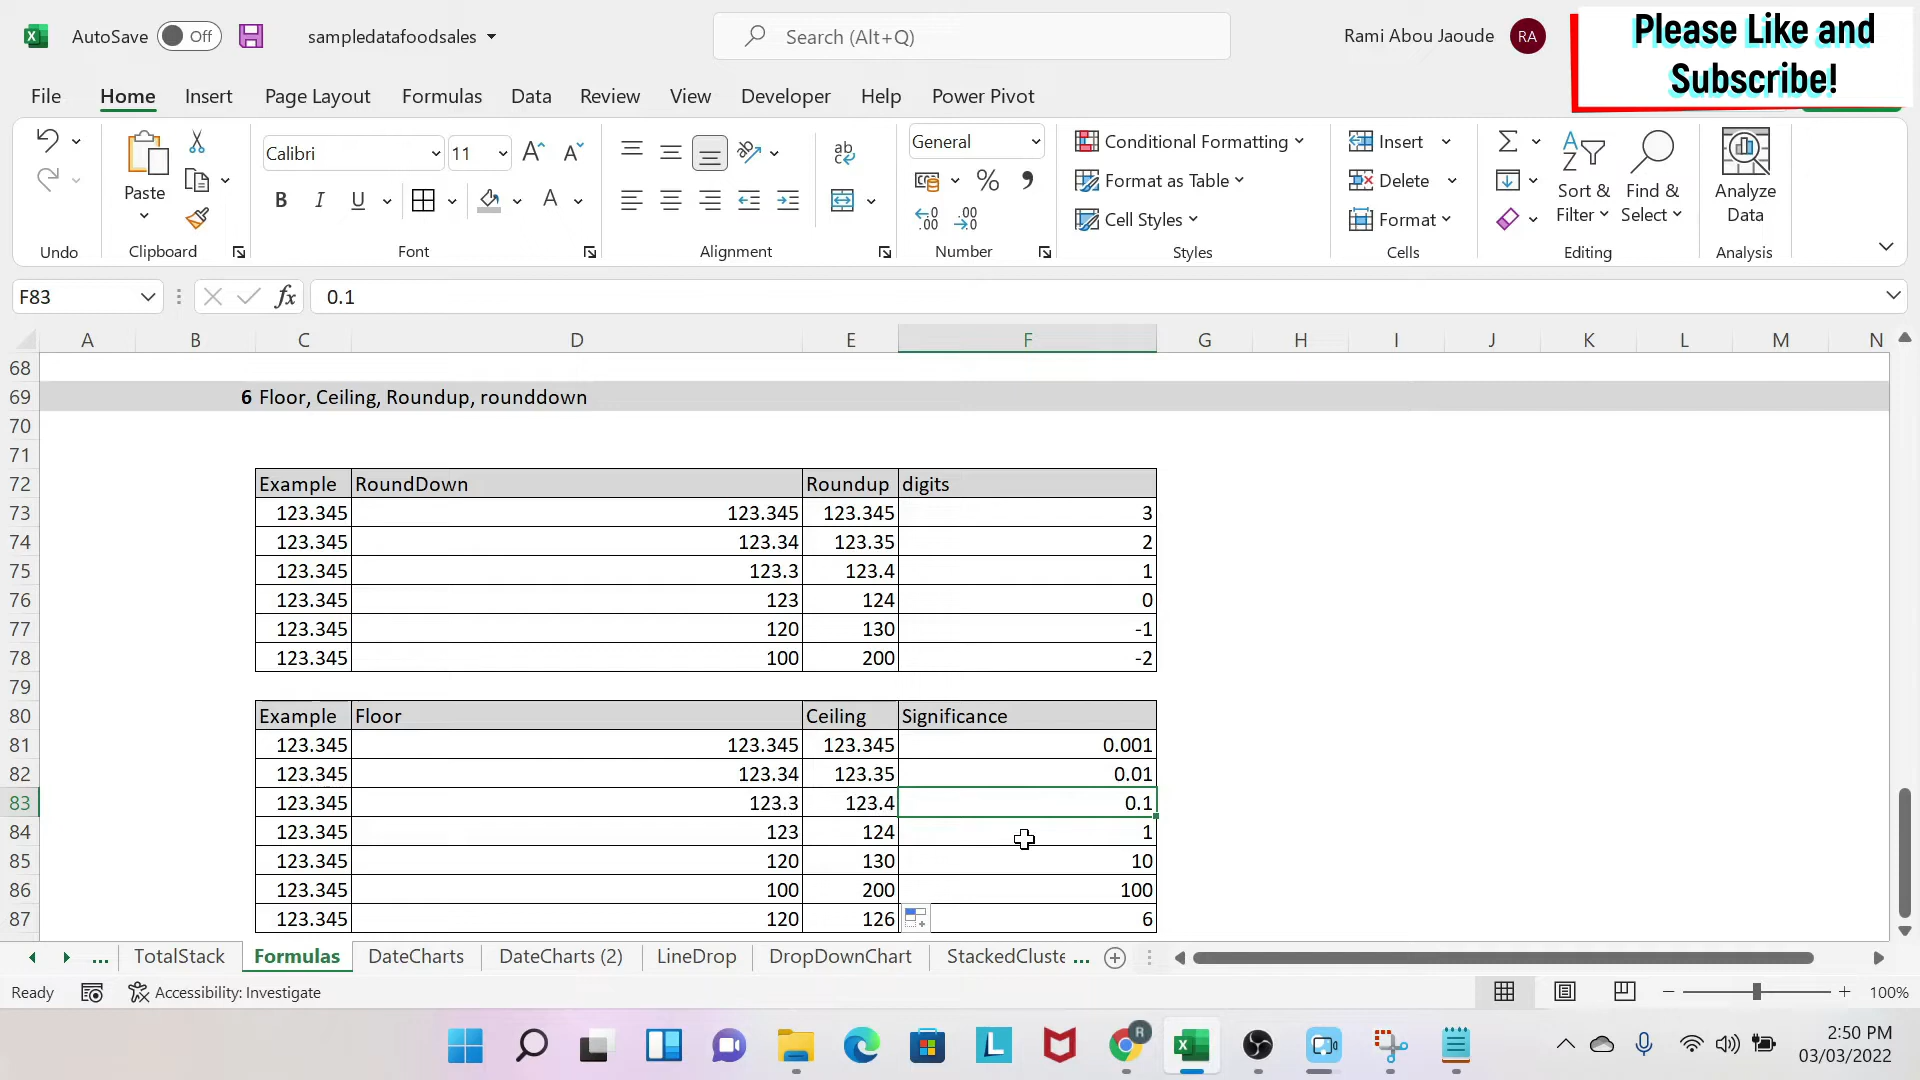 AutoSave Off sampledatafoodsales Search (Alt+Q) Rami Abou Jaoude RA
Please Like and
Subscribe!
File Home Insert Page Layout Formulas Data Review View Developer Help Power Pivot
Paste Calibri 11 General Conditional Formatting Format as Table Cell Styles Insert Delete Format Sort & Filter Find & Select Analyze Data
Undo Clipboard Font Alignment Number Styles Cells Editing Analysis
F83 fx 0.1
A B C D E F G H I J K L M N
68
69 6 Floor, Ceiling, Roundup, rounddown
70
71
72 Example RoundDown Roundup digits
73 123.345 123.345 123.345 3
74 123.345 123.34 123.35 2
75 123.345 123.3 123.4 1
76 123.345 123 124 0
77 123.345 120 130 -1
78 123.345 100 200 -2
79
80 Example Floor Ceiling Significance
81 123.345 123.345 123.345 0.001
82 123.345 123.34 123.35 0.01
83 123.345 123.3 123.4 0.1
84 123.345 123 124 1
85 123.345 120 130 10
86 123.345 100 200 100
87 123.345 120 126 6
... TotalStack Formulas DateCharts DateCharts (2) LineDrop DropDownChart StackedCluste ...
Ready Accessibility: Investigate 100%
2:50 PM
03/03/2022